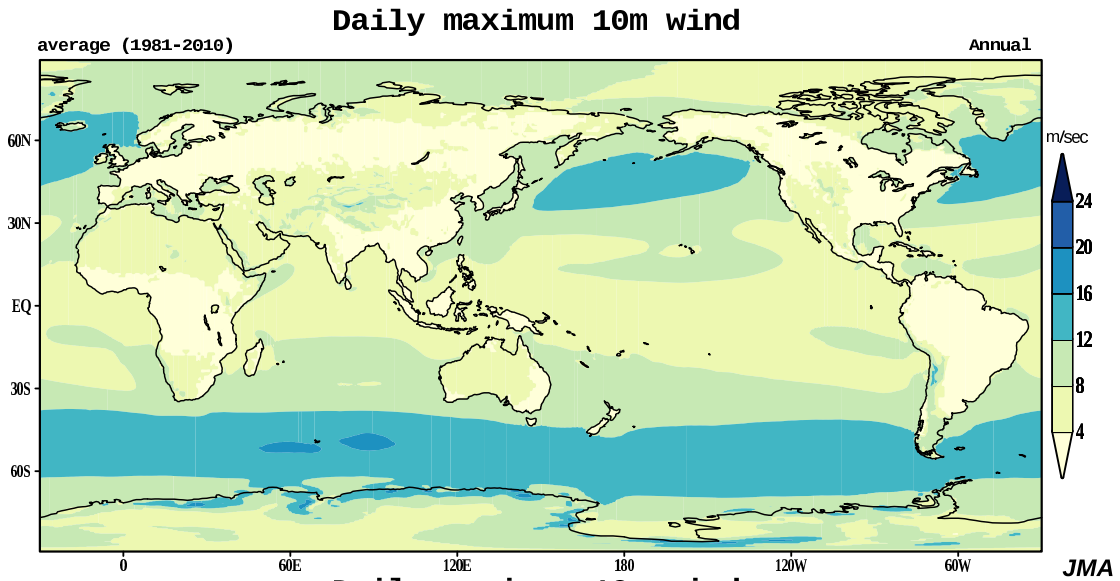 Daily maximum 10m wind
average (1981-2010) Annual
m/sec
60N
30N
EQ
30S
60S
24
20
16
12
8
4
0 60E 120E 180 120W 60W
JMA